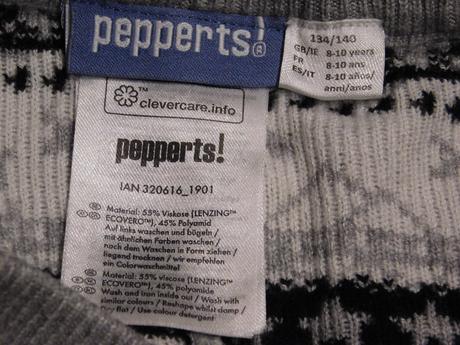 pepperts!®
134/140
GB/IE 8-10 years
FR 8-10 ans
ES/IT 8-10 años/
anni/anos
™
clevercare.info
pepperts!
IAN 320616_1901
Material: 55% Viskose (LENZING™
ECOVERO™), 45% Polyamid
Auf links waschen und bügeln /
mit ähnlichen Farben waschen /
nach dem Waschen in Form ziehen /
liegend trocknen / wir empfehlen
ein Colorwaschmittel
Material: 55% viscose (LENZING™
ECOVERO™), 45% polyamide
Wash and iron inside out / Wash with
similar colours / Reshape whilst damp
/ Use colour detergent